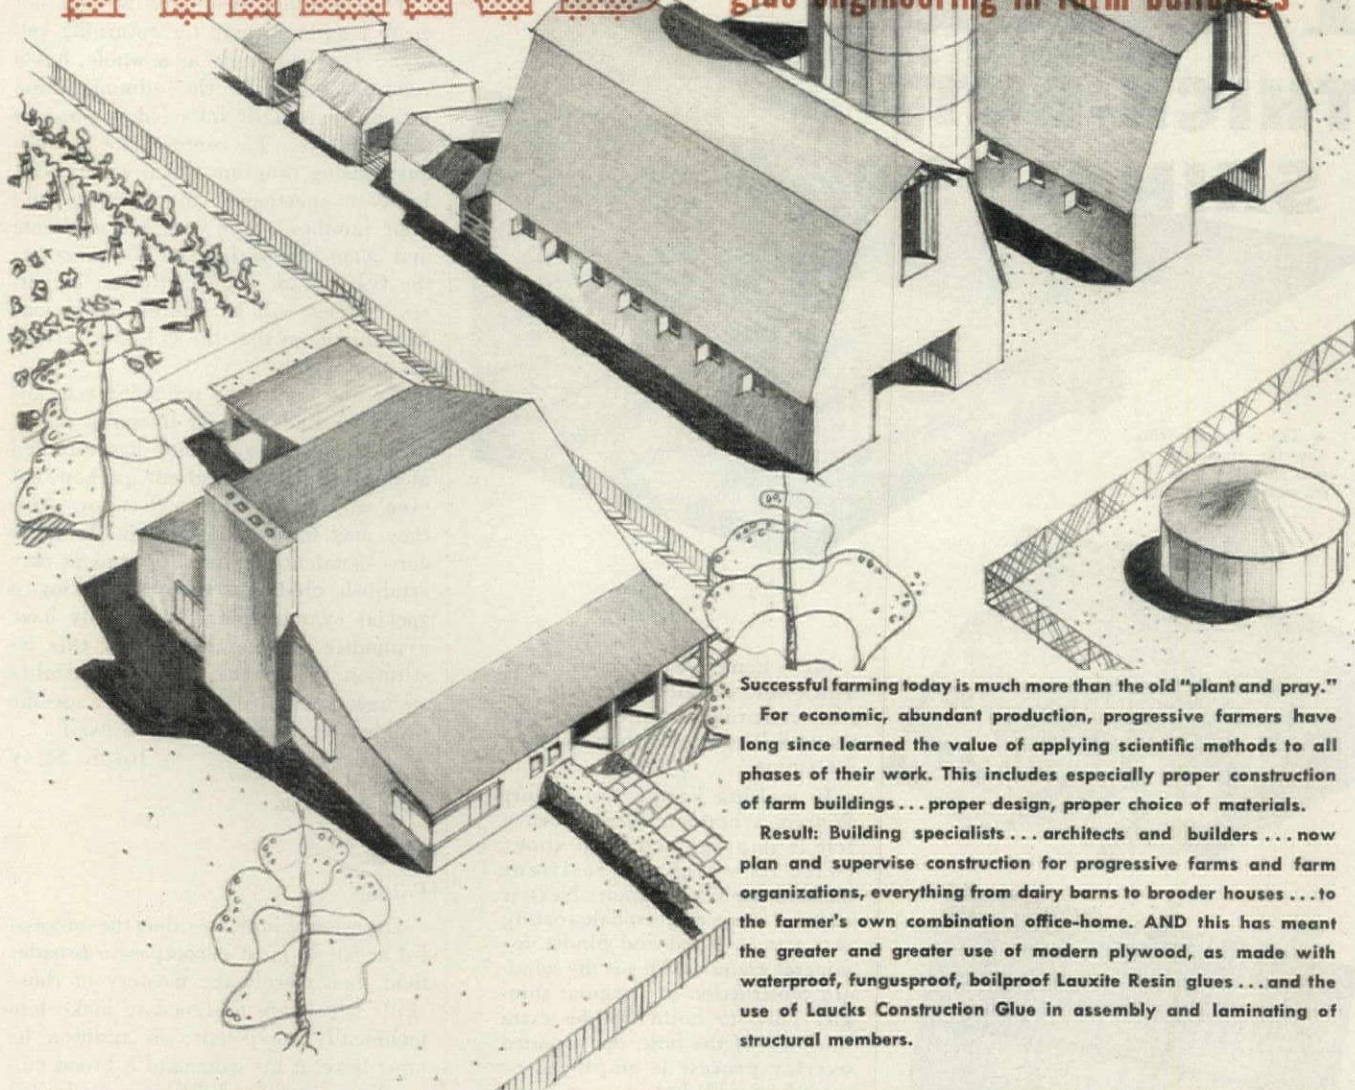 glue engineering in farm buildings
Successful farming today is much more than the old "plant and pray."
For economic, abundant production, progressive farmers have
long since learned the value of applying scientific methods to all
phases of their work. This includes especially proper construction
of farm buildings...proper design, proper choice of materials.
Result: Building specialists...architects and builders...now
plan and supervise construction for progressive farms and farm
organizations, everything from dairy barns to brooder houses...to
the farmer's own combination office-home. AND this has meant
the greater and greater use of modern plywood, as made with
waterproof, fungusproof, boilproof Lauxite Resin glues...and the
use of Laucks Construction Glue in assembly and laminating of
structural members.